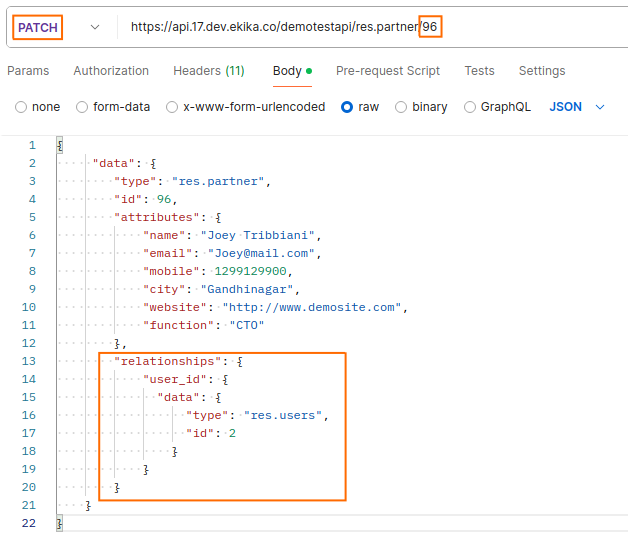 PATCH https://api.17.dev.ekika.co/demotestapi/res.partner/96
Params Authorization Headers (11) Body Pre-request Script Tests Settings
none form-data x-www-form-urlencoded raw binary GraphQL JSON
1 {
2 "data": {
3 "type": "res.partner",
4 "id": 96,
5 "attributes": {
6 "name": "Joey Tribbiani",
7 "email": "Joey@mail.com",
8 "mobile": 1299129900,
9 "city": "Gandhinagar",
10 "website": "http://www.demosite.com",
11 "function": "CTO"
12 },
13 "relationships": {
14 "user_id": {
15 "data": {
16 "type": "res.users",
17 "id": 2
18 }
19 }
20 }
21 }
22 }